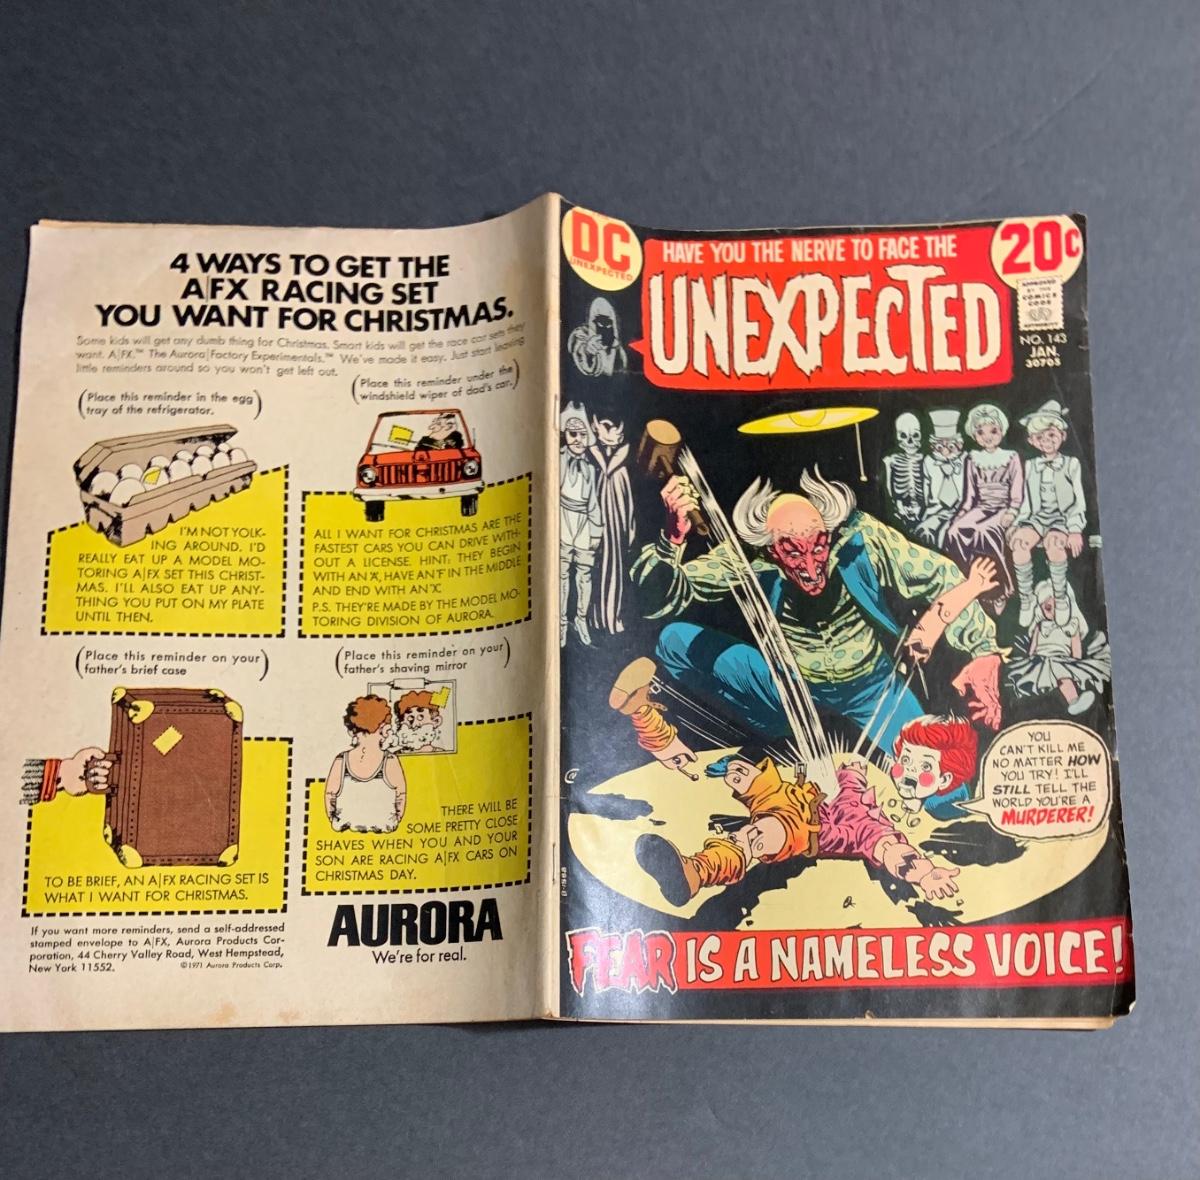 4 WAYS TO GET THE
A/FX RACING SET
YOU WANT FOR CHRISTMAS.
Some kids will get any dumb thing for Christmas. Smart kids will get the race car sets they
want. A/FX.™ The Aurora/Factory Experimentals.™ We've made it easy. Just start leaving
little reminders around so you won't get left out.
(Place this reminder in the egg
tray of the refrigerator.)
(Place this reminder under the
windshield wiper of dad's car.)
I'M NOT YOLK-
ING AROUND. I'D
REALLY EAT UP A MODEL MO-
TORING A/FX SET THIS CHRIST-
MAS. I'LL ALSO EAT UP ANY-
THING YOU PUT ON MY PLATE
UNTIL THEN.
ALL I WANT FOR CHRISTMAS ARE THE
FASTEST CARS YOU CAN DRIVE WITH-
OUT A LICENSE. HINT. THEY BEGIN
WITH AN 'A', HAVE AN 'F' IN THE MIDDLE
AND END WITH AN 'X'.
P.S. THEY'RE MADE BY THE MODEL MO-
TORING DIVISION OF AURORA.
(Place this reminder on your
father's brief case)
(Place this reminder on your
father's shaving mirror)
TO BE BRIEF, AN A/FX RACING SET IS
WHAT I WANT FOR CHRISTMAS.
THERE WILL BE
SOME PRETTY CLOSE
SHAVES WHEN YOU AND YOUR
SON ARE RACING A/FX CARS ON
CHRISTMAS DAY.
If you want more reminders, send a self-addressed
stamped envelope to A/FX, Aurora Products Cor-
poration, 44 Cherry Valley Road, West Hempstead,
New York 11552.
©1971 Aurora Products Corp.
AURORA
We're for real.
DC
UNEXPECTED
HAVE YOU THE NERVE TO FACE THE
UNEXPECTED
20¢
APPROVED
BY THE
COMICS
CODE
AUTHORITY
NO. 143
JAN.
30705
YOU
CAN'T KILL ME
NO MATTER HOW
YOU TRY! I'LL
STILL TELL THE
WORLD YOU'RE A
MURDERER!
FEAR IS A NAMELESS VOICE!